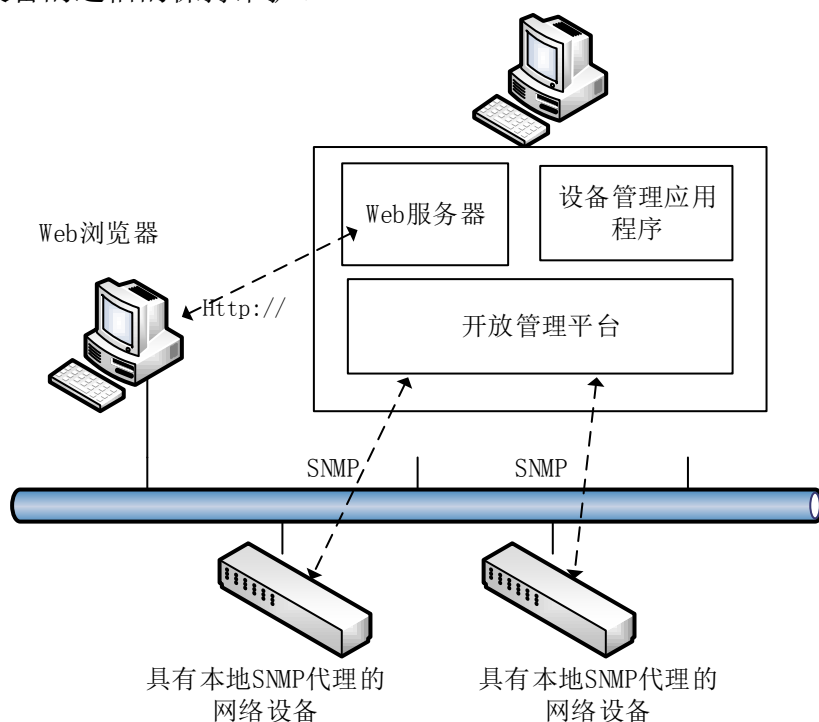 Web服务器
设备管理应用
程序
Web浏览器
Http://
开放管理平台
SNMP
SNMP
具有本地SNMP代理的
网络设备
具有本地SNMP代理的
网络设备